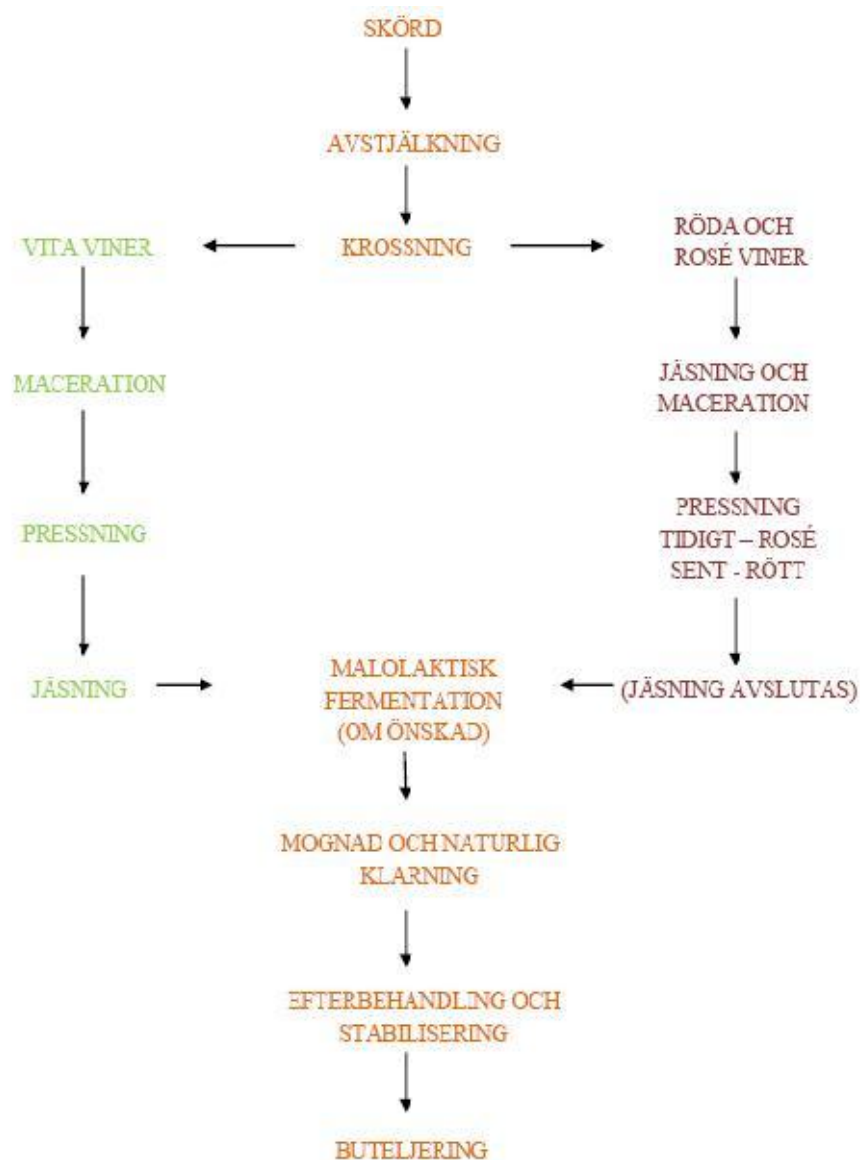 SKÖRD
AVSTJÄLKNING
VITA VINER
KROSSNING
RÖDA OCH
ROSÉ VINER
MACERATION
JÄSNING OCH
MACERATION
PRESSNING
PRESSNING
TIDIGT – ROSÉ
SENT - RÖTT
JÄSNING
MALOLAKTISK
FERMENTATION
(OM ÖNSKAD)
(JÄSNING AVSLUTAS)
MOGNAD OCH NATURLIG
KLARNING
EFTERBEHANDLING OCH
STABILISERING
BUTELJERING